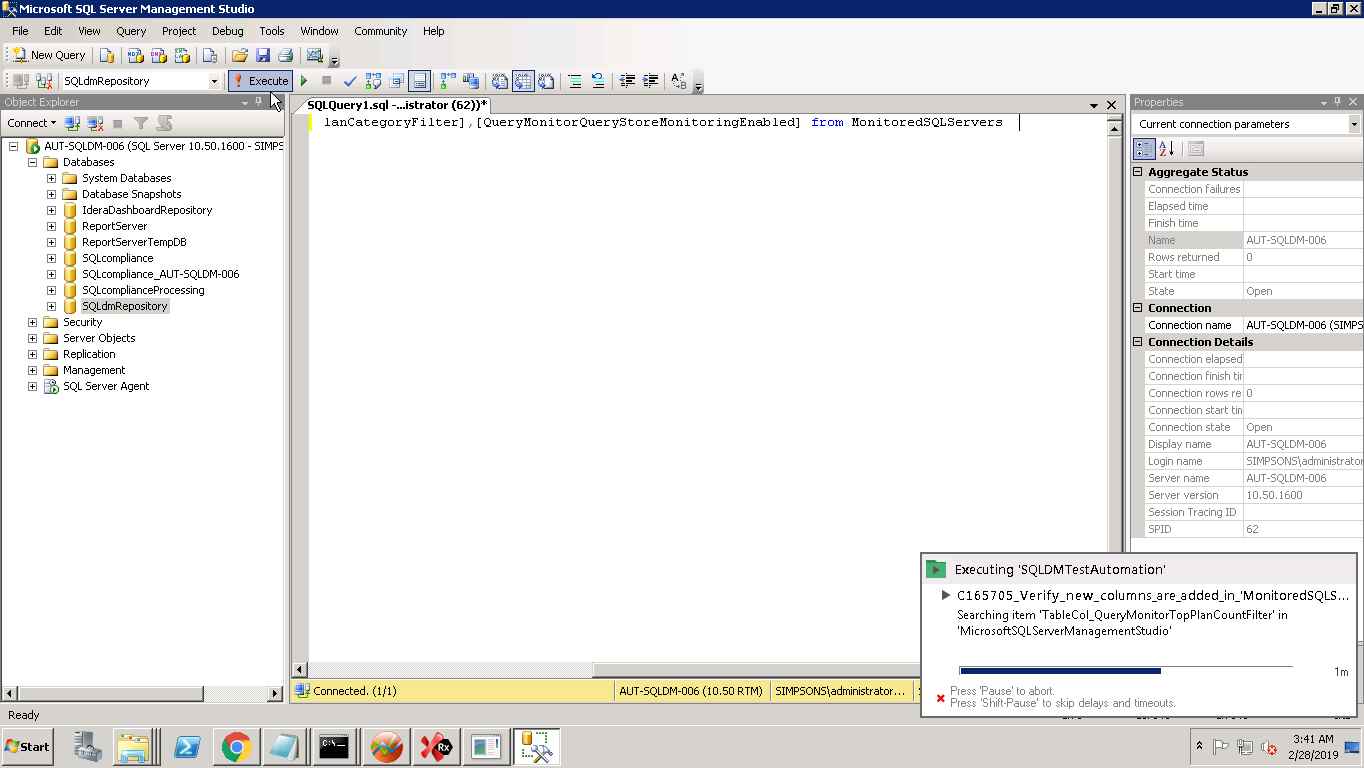 Microsoft SQL Server Management Studio
File Edit View Query Project Debug Tools Window Community Help
New Query
SQLdmRepository Execute
Object Explorer
Connect
AUT-SQLDM-006 (SQL Server 10.50.1600 - SIMPS
Databases
System Databases
Database Snapshots
IderaDashboardRepository
ReportServer
ReportServerTempDB
SQLcompliance
SQLcompliance_AUT-SQLDM-006
SQLcomplianceProcessing
SQLdmRepository
Security
Server Objects
Replication
Management
SQL Server Agent
SQLQuery1.sql -...istrator (62))*
lanCategoryFilter],[QueryMonitorQueryStoreMonitoringEnabled] from MonitoredSQLServers
Connected. (1/1) AUT-SQLDM-006 (10.50 RTM) SIMPSONS\administrator...
Properties
Current connection parameters
Aggregate Status
Connection failures
Elapsed time
Finish time
Name AUT-SQLDM-006
Rows returned 0
Start time
State Open
Connection
Connection name AUT-SQLDM-006 (SIMPS
Connection Details
Connection elapsed
Connection finish tir
Connection rows re 0
Connection start tin
Connection state Open
Display name AUT-SQLDM-006
Login name SIMPSONS\administrator
Server name AUT-SQLDM-006
Server version 10.50.1600
Session Tracing ID
SPID 62
Executing 'SQLDMTestAutomation'
C165705_Verify_new_columns_are_added_in_'MonitoredSQLS...
Searching item 'TableCol_QueryMonitorTopPlanCountFilter' in
'MicrosoftSQLServerManagementStudio'
1m
Press 'Pause' to abort.
Press 'Shift-Pause' to skip delays and timeouts.
Ready
Start
3:41 AM
2/28/2019